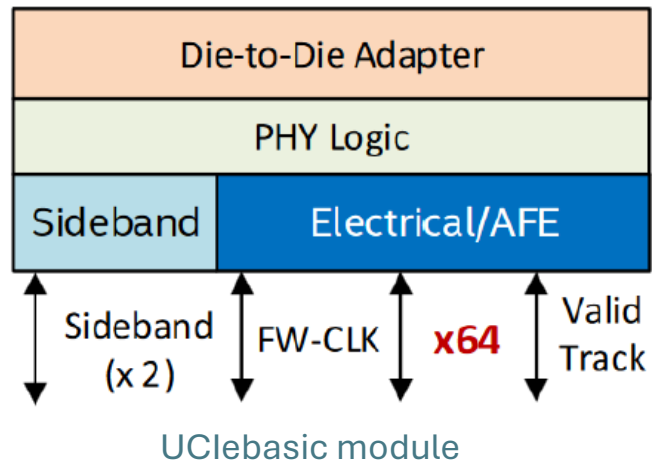 Die-to-Die Adapter
PHY Logic
Sideband
Electrical/AFE
Sideband
(x 2)
FW-CLK
x64
Valid
Track
UCIebasic module